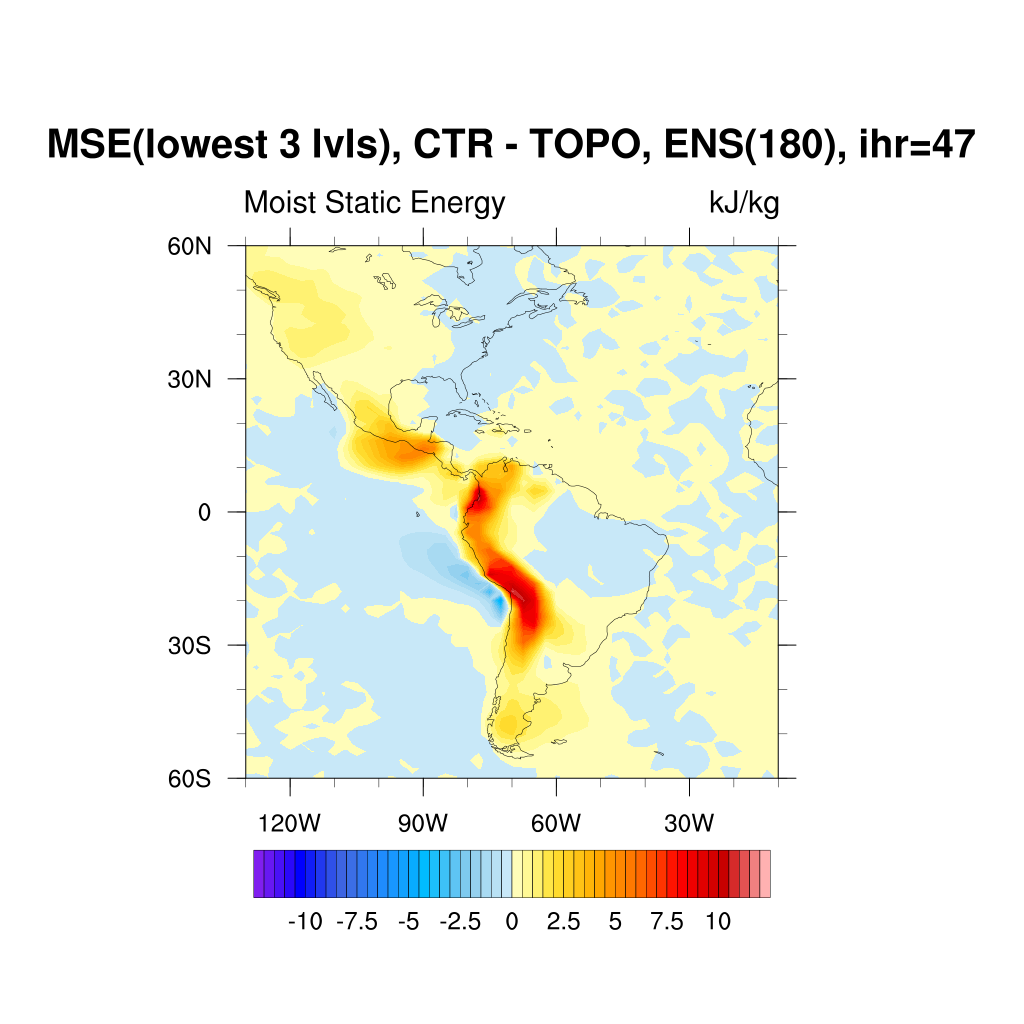 MSE(lowest 3 lvls), CTR - TOPO, ENS(180), ihr=47
Moist Static Energy kJ/kg
60N
30N
0
30S
60S
120W 90W 60W 30W
-10 -7.5 -5 -2.5 0 2.5 5 7.5 10